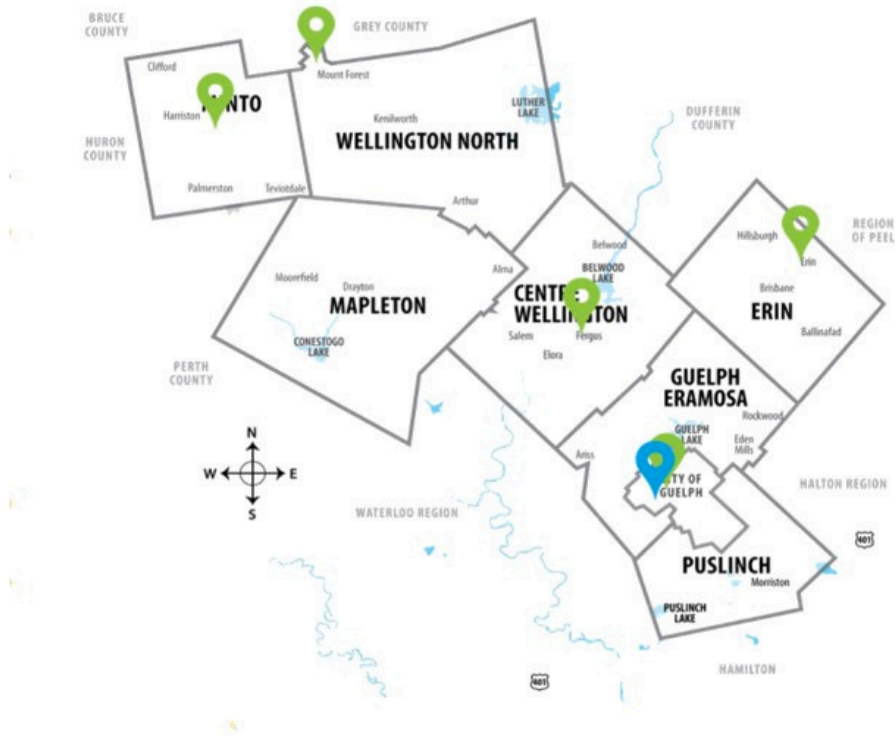 BRUCE
COUNTY
GREY COUNTY
Clifford
Mount Forest
Harriston
Kenilworth
LUTHER
LAKE
DUFFERIN
COUNTY
WELLINGTON NORTH
HURON
COUNTY
Palmerston
Teviotdale
Arthur
REGION
OF PEEL
Hillsburgh
Erin
Belwood
Alma
BELWOOD
LAKE
Moorefield
Drayton
MAPLETON
Brisbane
ERIN
Ballinafad
WELLINGTON
Salem
Fergus
Elora
CONESTOGO
LAKE
PERTH
COUNTY
GUELPH
ERAMOSA
Rockwood
GUELPH
LAKE
Eden
Mills
Ariss
GUELPH
N
W
E
S
HALTON REGION
WATERLOO REGION
401
PUSLINCH
Morriston
PUSLINCH
LAKE
HAMILTON
401